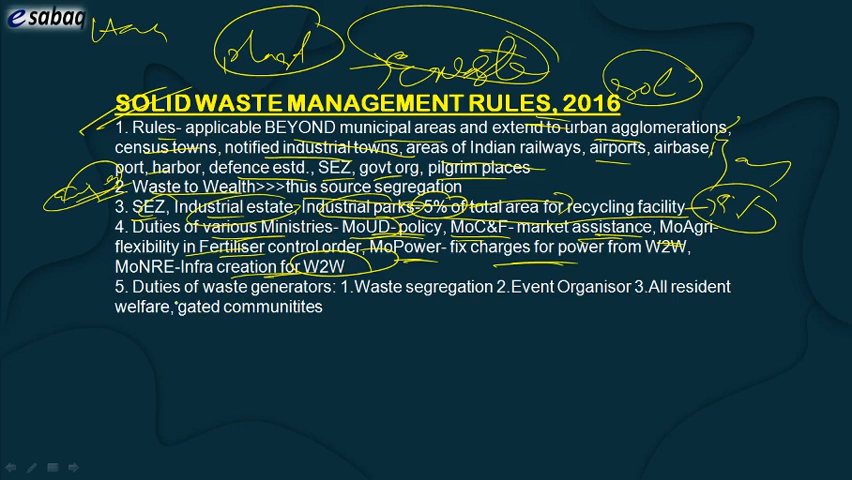 esabaq
SOLID WASTE MANAGEMENT RULES, 2016
1. Rules- applicable BEYOND municipal areas and extend to urban agglomerations,
census towns, notified industrial towns, areas of Indian railways, airports, airbase,
port, harbor, defence estd., SEZ, govt org, pilgrim places
2. Waste to Wealth>>>thus source segregation
3. SEZ, Industrial estate, Industrial parks- 5% of total area for recycling facility
4. Duties of various Ministries- MoUD- policy, MoC&F- market assistance, MoAgri-
flexibility in Fertiliser control order, MoPower- fix charges for power from W2W,
MoNRE-Infra creation for W2W
5. Duties of waste generators: 1.Waste segregation 2.Event Organisor 3.All resident
welfare, gated communitites